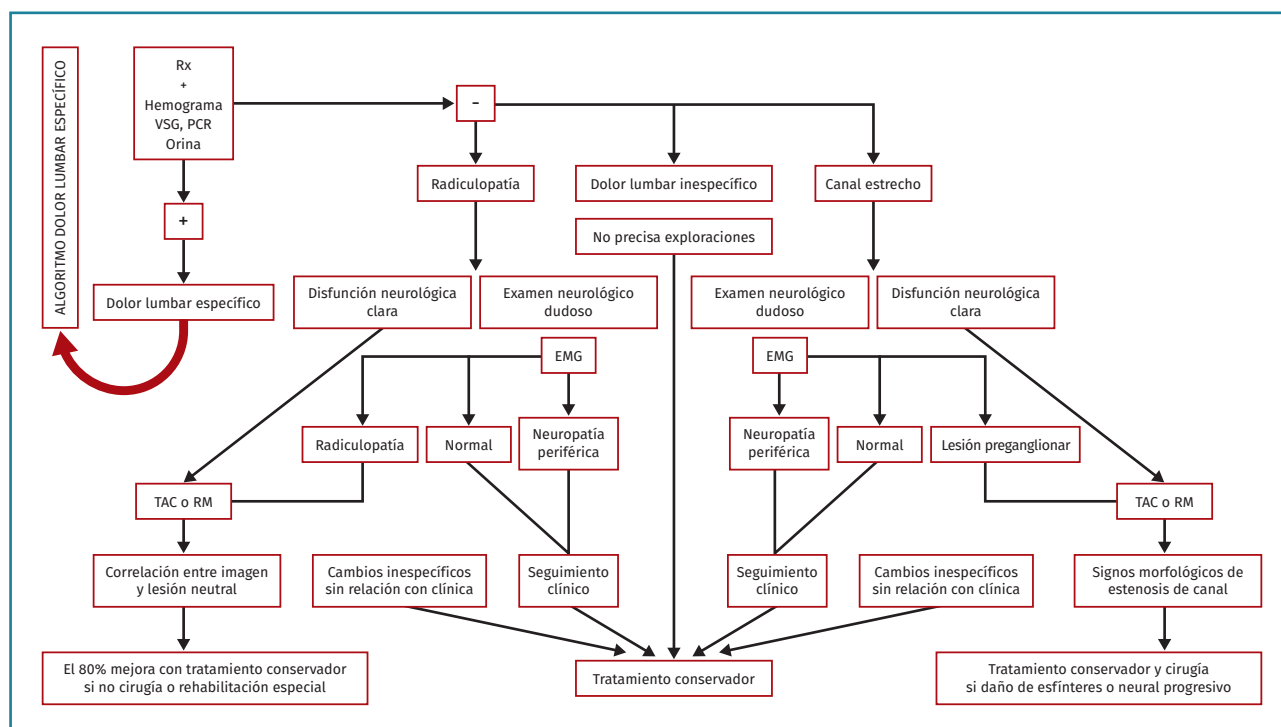 ALGORITMO DOLOR LUMBAR ESPECÍFICO
Rx
+
Hemograma
VSG, PCR
Orina
-
+
Radiculopatía
Dolor lumbar inespecífico
Canal estrecho
No precisa exploraciones
Dolor lumbar específico
Disfunción neurológica
clara
Examen neurológico
dudoso
Examen neurológico
dudoso
Disfunción neurológica
clara
EMG
EMG
Radiculopatía
Normal
Neuropatía
periférica
Neuropatía
periférica
Normal
Lesión preganglionar
TAC o RM
TAC o RM
Correlación entre imagen
y lesión neutral
Cambios inespecíficos
sin relación con clínica
Seguimiento
clínico
Seguimiento
clínico
Cambios inespecíficos
sin relación con clínica
Signos morfológicos de
estenosis de canal
El 80% mejora con tratamiento conservador
si no cirugía o rehabilitación especial
Tratamiento conservador
Tratamiento conservador y cirugía
si daño de esfínteres o neural progresivo